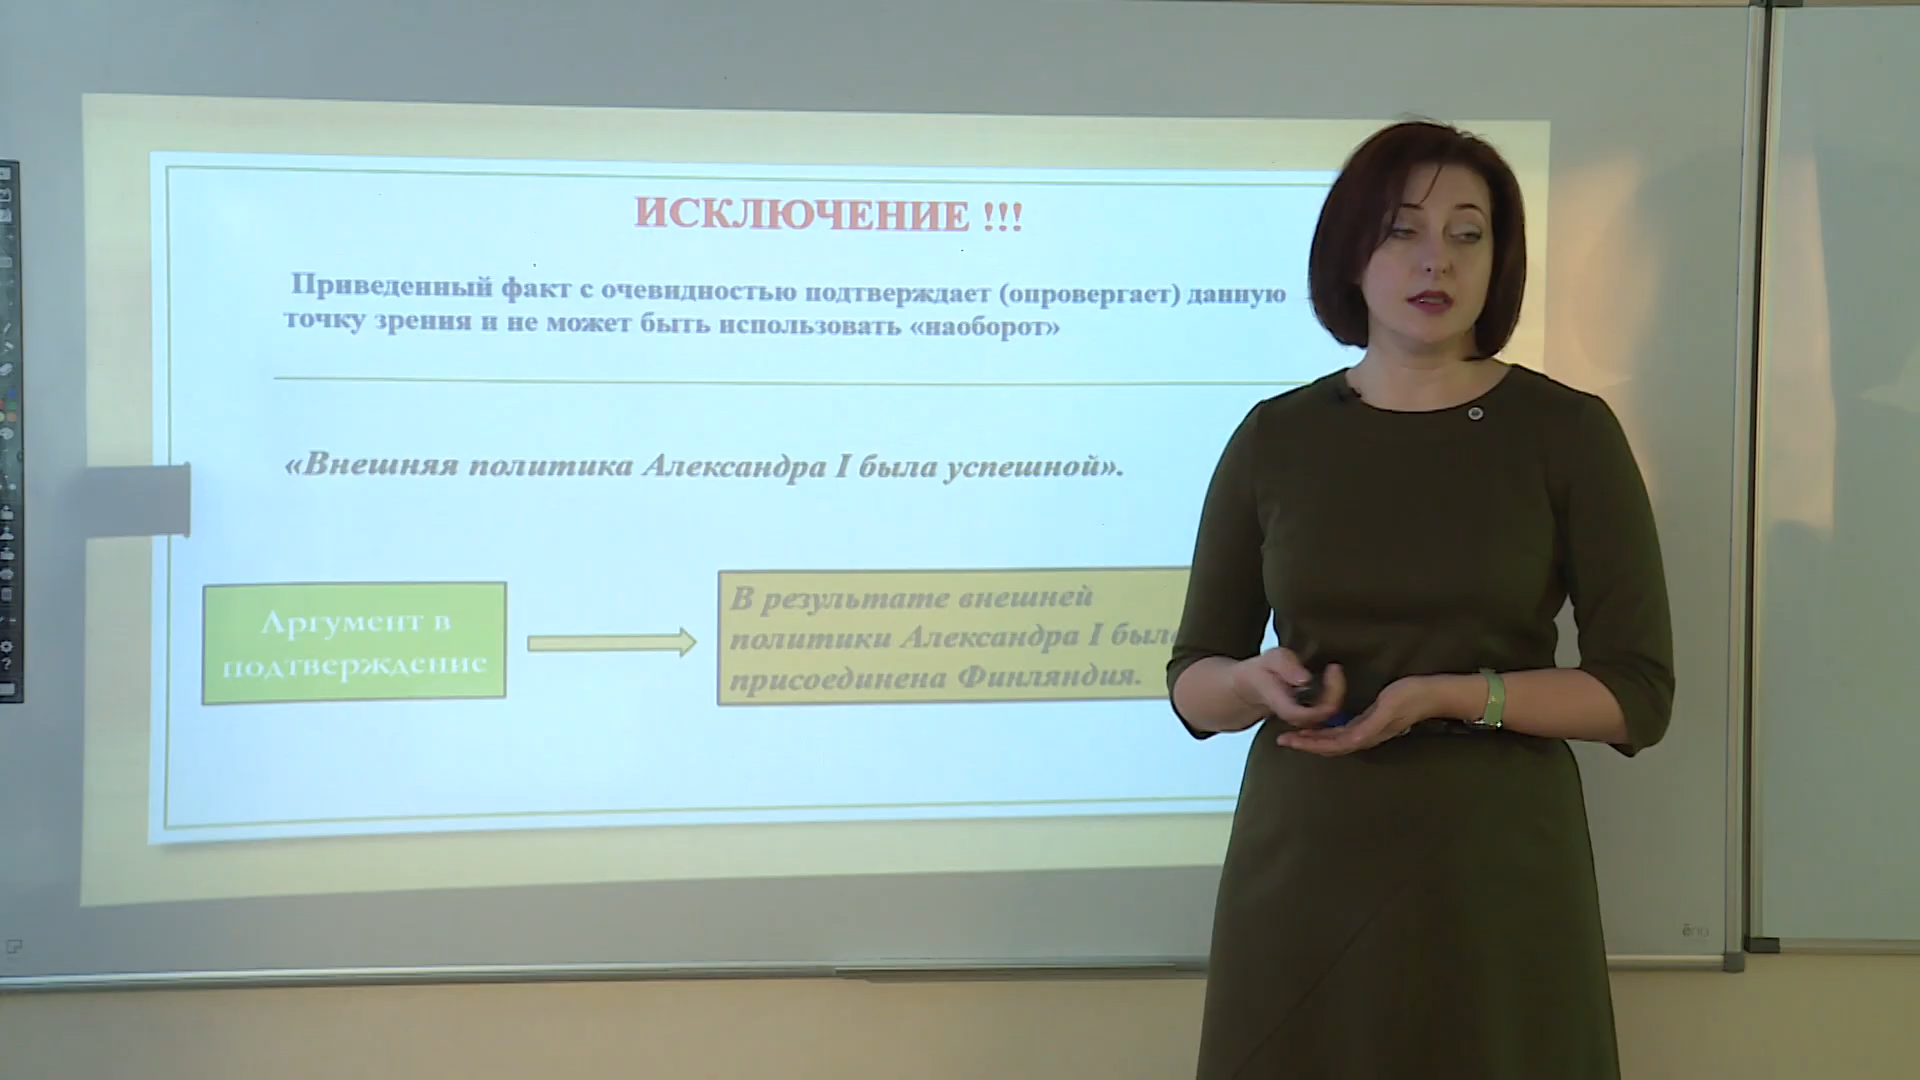 ИСКЛЮЧЕНИЕ !!!
Приведенный факт с очевидностью подтверждает (опровергает) данную
точку зрения и не может быть использовать «наоборот»
«Внешняя политика Александра I была успешной».
Аргумент в
подтверждение
В результате внешней
политики Александра I была
присоединена Финляндия.